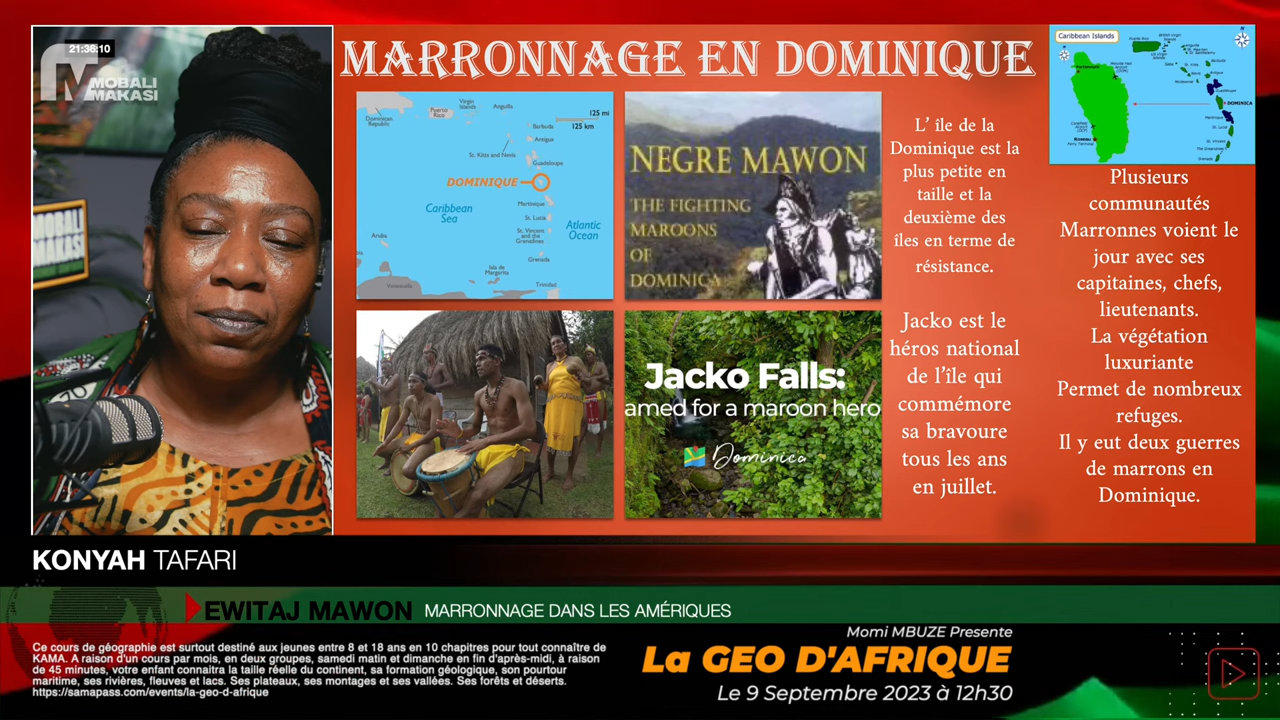 21:36:10
MOBALI
MAKASI
MOBALI
MAKASI
MARRONNAGE EN DOMINIQUE
Dominican
Republic
Puerto
Rico
Virgin
Islands
Anguilla
125 mi
125 km
Barbuda
Antigua
St. Kitts and Nevis
Guadeloupe
DOMINIQUE
Martinique
Caribbean
Sea
St. Lucia
St. Vincent
and the
Grenadines
Atlantic
Ocean
Aruba
Grenada
Isla de
Margarita
Venezuela
Trinidad
NEGRE MAWON
THE FIGHTING
MAROONS
OF
DOMINICA
Jacko Falls:
amed for a maroon hero
Dominica
L' île de la
Dominique est la
plus petite en
taille et la
deuxième des
îles en terme de
résistance.
Jacko est le
héros national
de l'île qui
commémore
sa bravoure
tous les ans
en juillet.
Caribbean Islands
DOMINICA
Plusieurs
communautés
Marronnes voient le
jour avec ses
capitaines, chefs,
lieutenants.
La végétation
luxuriante
Permet de nombreux
refuges.
Il y eut deux guerres
de marrons en
Dominique.
KONYAH TAFARI
EWITAJ MAWON MARRONNAGE DANS LES AMÉRIQUES
Ce cours de géographie est surtout destiné aux jeunes entre 8 et 18 ans en 10 chapitres pour tout connaître de
KAMA. A raison d'un cours par mois, en deux groupes, samedi matin et dimanche en fin d'après-midi, à raison
de 45 minutes, votre enfant connaitra la taille réelle du continent, sa formation géologique, son pourtour
maritime, ses rivières, fleuves et lacs. Ses plateaux, ses montages et ses vallées. Ses forêts et déserts.
https://samapass.com/events/la-geo-d-afrique
Momi MBUZE Presente
La GEO D'AFRIQUE
Le 9 Septembre 2023 à 12h30